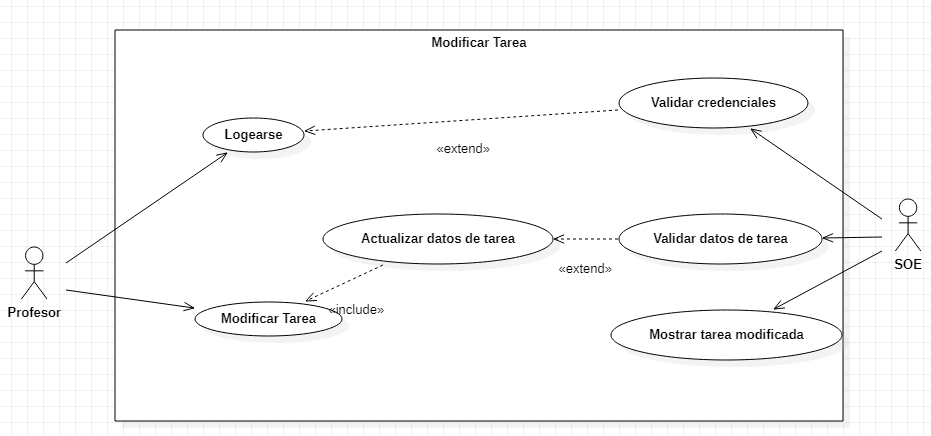 Modificar Tarea
Validar credenciales
Logearse
«extend»
Actualizar datos de tarea
Validar datos de tarea
«extend»
SOE
Profesor
«include»
Modificar Tarea
Mostrar tarea modificada